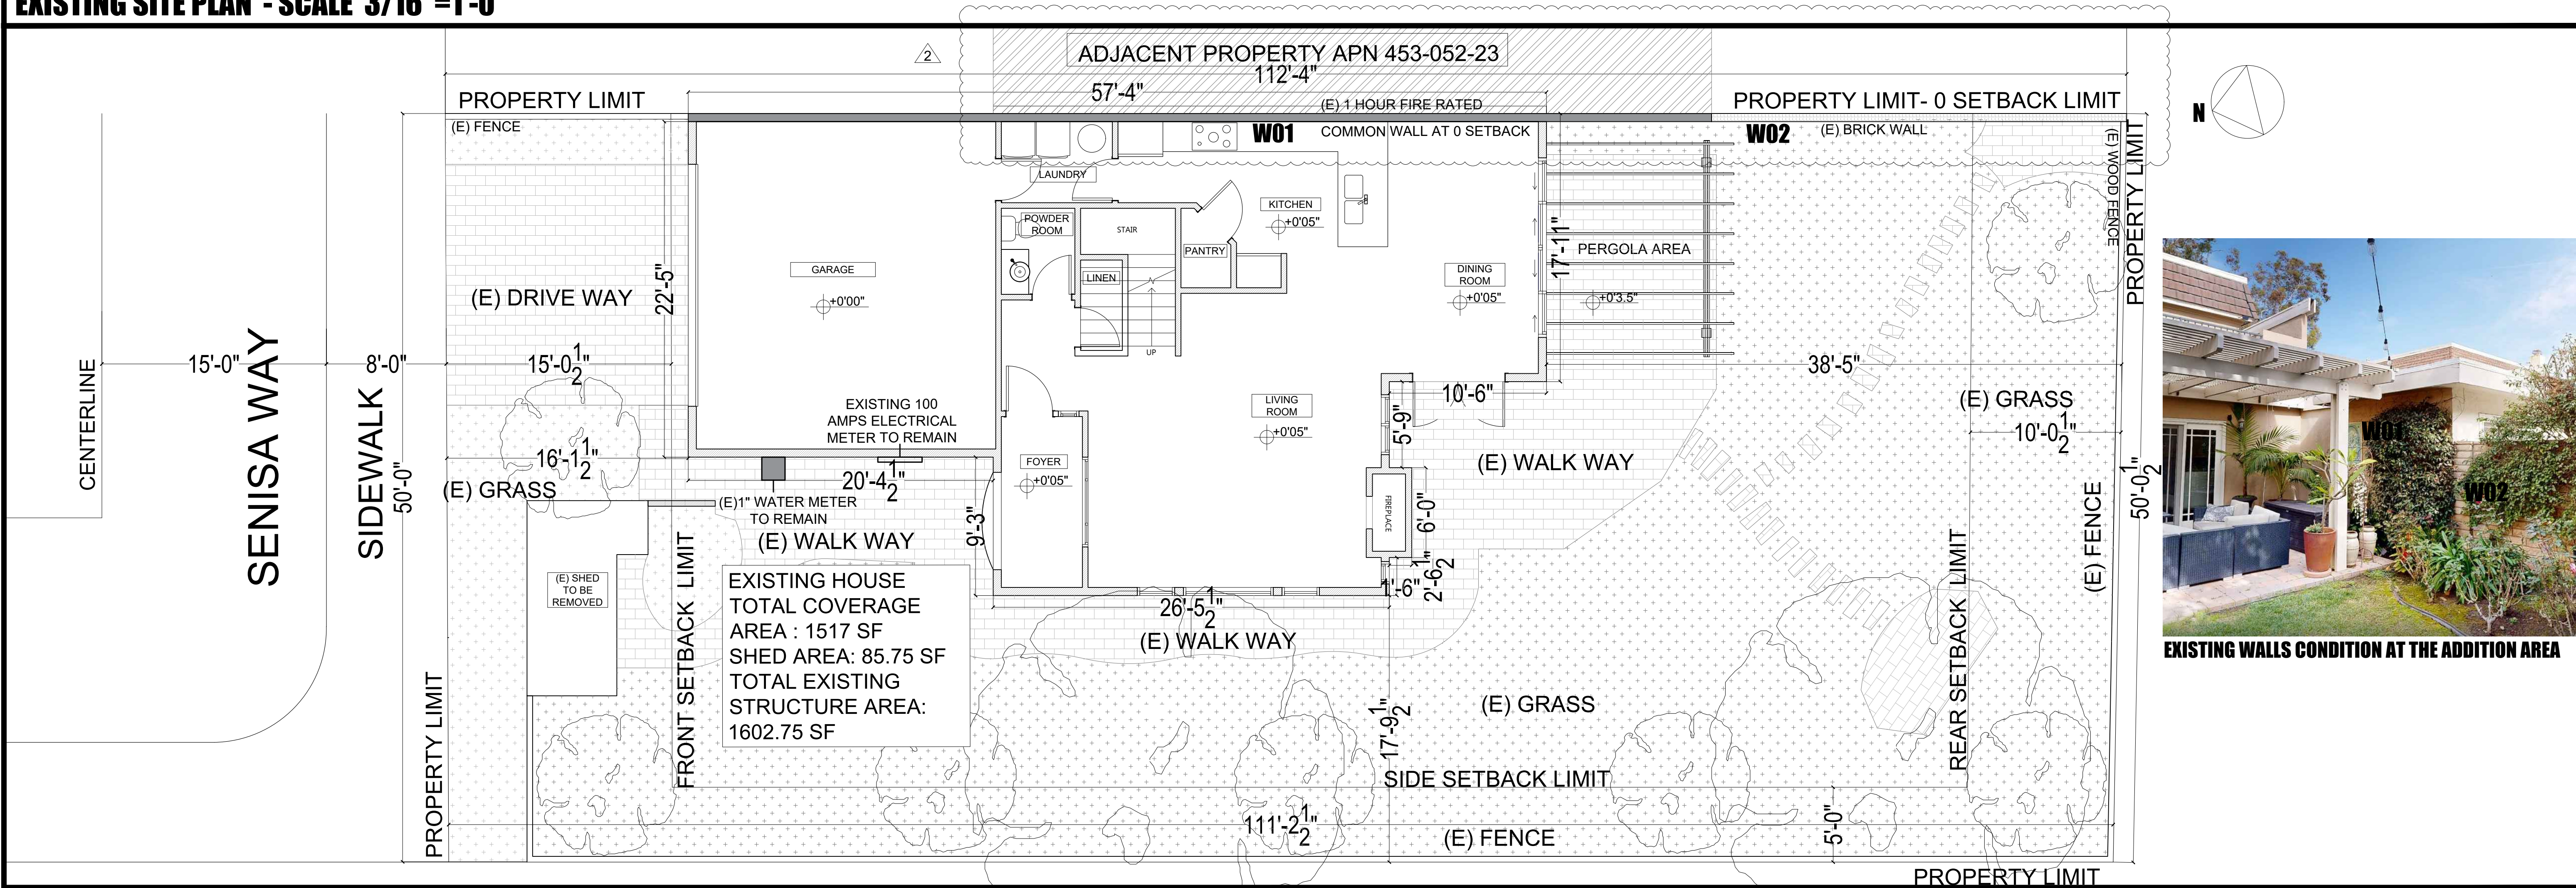 EXISTING SITE PLAN - SCALE 3/16"=1'-0"
2
ADJACENT PROPERTY APN 453-052-23
112'-4"
57'-4"
PROPERTY LIMIT
(E) 1 HOUR FIRE RATED
PROPERTY LIMIT- 0 SETBACK LIMIT
N
(E) FENCE
W01
COMMON WALL AT 0 SETBACK
W02
(E) BRICK WALL
(E) WOOD FENCE
PROPERTY LIMIT
LAUNDRY
POWDER
ROOM
STAIR
KITCHEN
+0'05"
PANTRY
LINEN
UP
GARAGE
+0'00"
22'-5"
(E) DRIVE WAY
DINING
ROOM
+0'05"
17'-11"
PERGOLA AREA
+0'3.5"
CENTERLINE
15'-0"
SENISA WAY
8'-0"
SIDEWALK
50'-0"
15'-0 1/2"
16'-1 1/2"
(E) GRASS
EXISTING 100
AMPS ELECTRICAL
METER TO REMAIN
20'-4 1/2"
(E)1" WATER METER
TO REMAIN
(E) WALK WAY
9'-3"
FOYER
+0'05"
LIVING
ROOM
+0'05"
10'-6"
5'-9"
FIREPLACE
6'-0"
2'-6 1/2"
1'-6"
26'-5 1/2"
(E) WALK WAY
(E) WALK WAY
38'-5"
(E) GRASS
10'-0 1/2"
(E) FENCE
50'-0 1/2"
REAR SETBACK LIMIT
(E) SHED
TO BE
REMOVED
FRONT SETBACK LIMIT
PROPERTY LIMIT
EXISTING HOUSE
TOTAL COVERAGE
AREA : 1517 SF
SHED AREA: 85.75 SF
TOTAL EXISTING
STRUCTURE AREA:
1602.75 SF
17'-9 1/2"
(E) GRASS
SIDE SETBACK LIMIT
111'-2 1/2"
(E) FENCE
5'-0"
PROPERTY LIMIT
W01
W02
EXISTING WALLS CONDITION AT THE ADDITION AREA